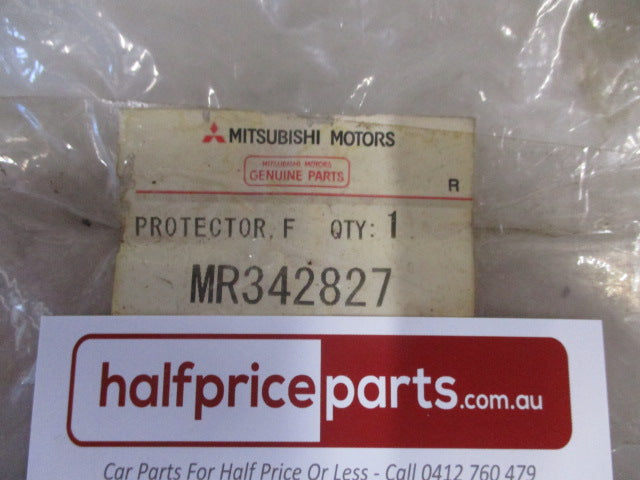 MITSUBISHI MOTORS
MITSUBISHI MOTORS
GENUINE PARTS
R
PROTECTOR, F QTY: 1
MR342827
halfpriceparts.com.au
Car Parts For Half Price Or Less - Call 0412 760 479